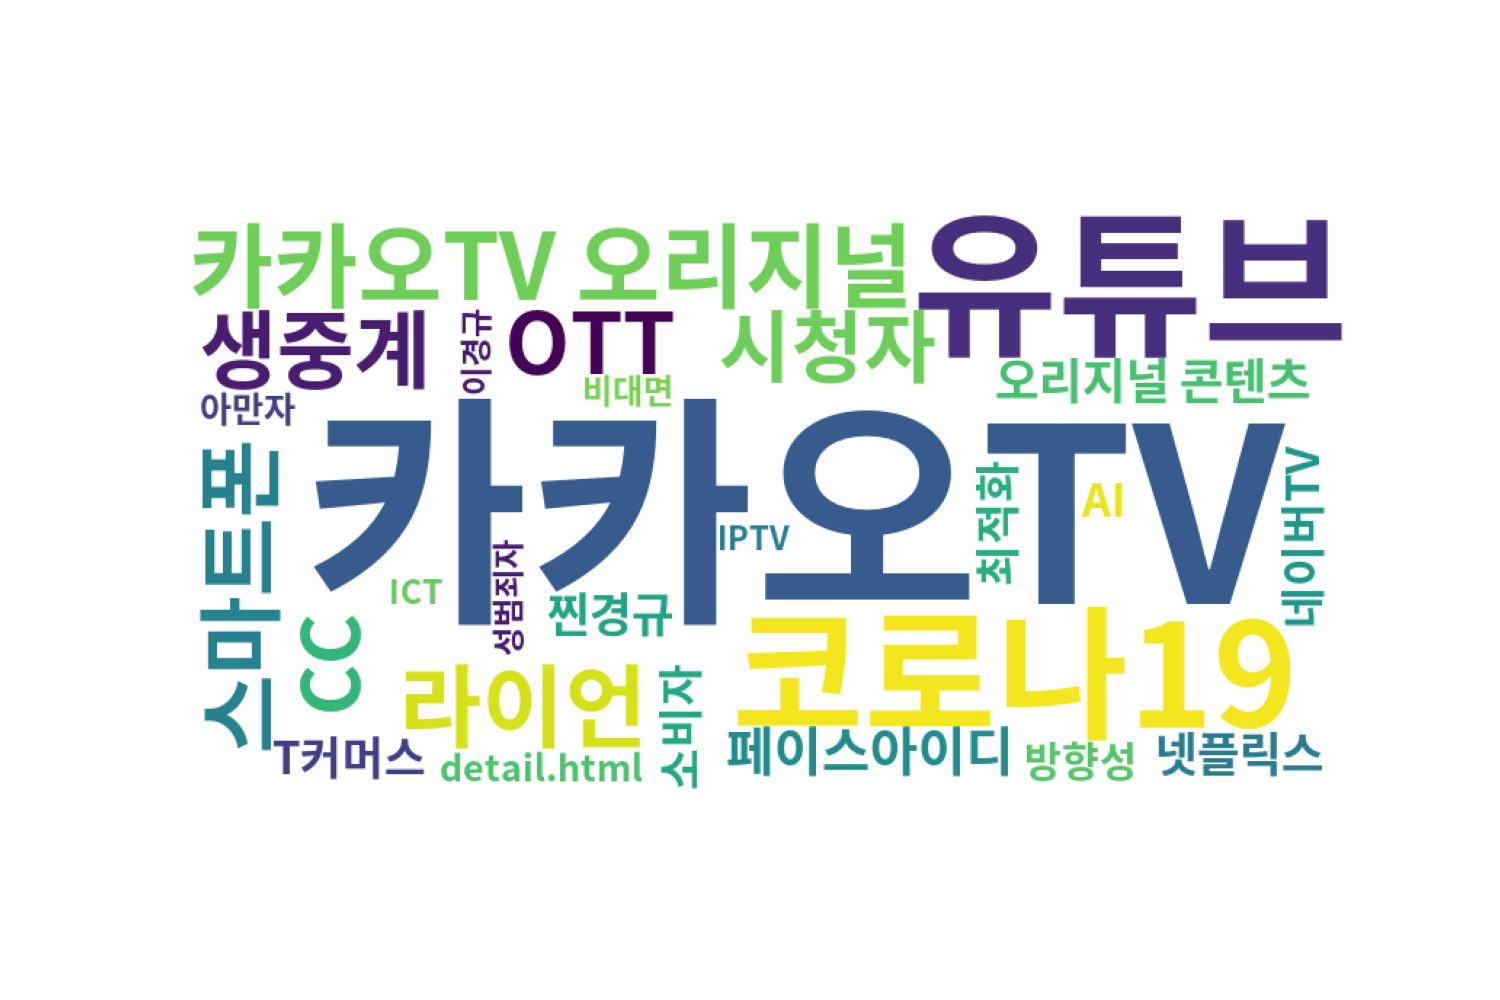 카카오TV 오리지널
유튜브
생중계
이경규
OTT
시청자
비대면
오리지널 콘텐츠
아만자
카카오TV
스마트폰
최적화
AI
네이버TV
IPTV
ICT
성범죄자
찐경규
CC
코로나19
라이언
소비자
T커머스
detail.html
페이스아이디
방향성
넷플릭스